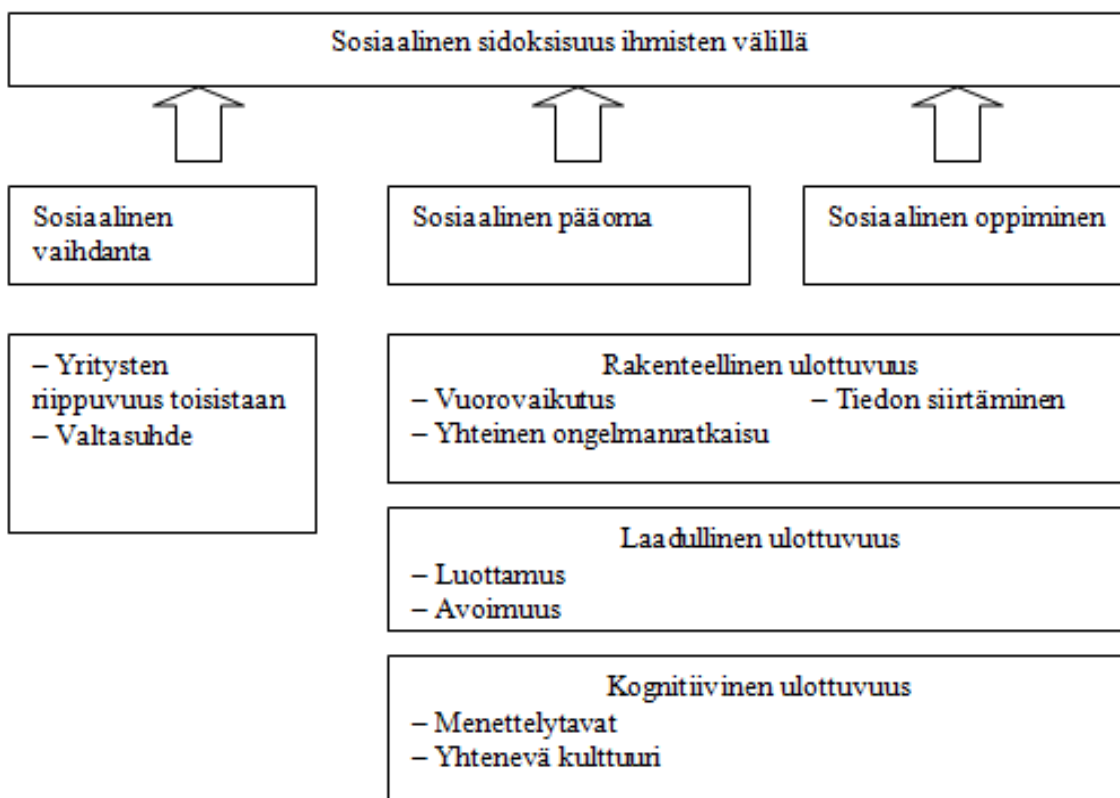 Sosiaalinen sidoksisuus ihmisten välillä
Sosiaalinen
vaihdanta
Sosiaalinen pääoma
Sosiaalinen oppiminen
– Yritysten
riippuvuus toisistaan
– Valtasuhde
Rakenteellinen ulottuvuus
– Vuorovaikutus – Tiedon siirtäminen
– Yhteinen ongelmanratkaisu
Laadullinen ulottuvuus
– Luottamus
– Avoimuus
Kognitiivinen ulottuvuus
– Menettelytavat
– Yhtenevä kulttuuri